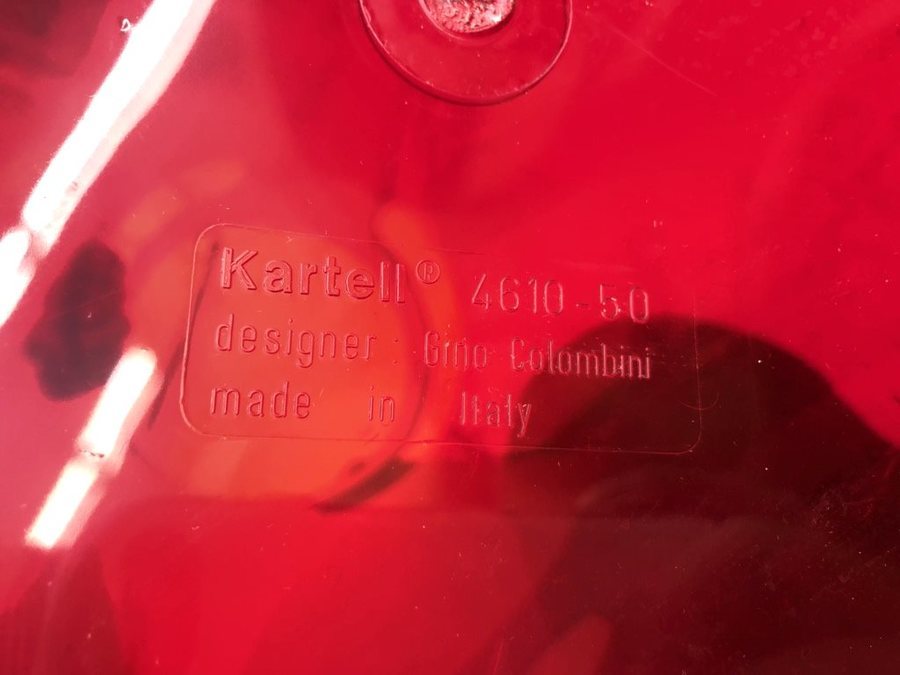 Kartell® 4610-50
designer: Gino Colombini
made in Italy